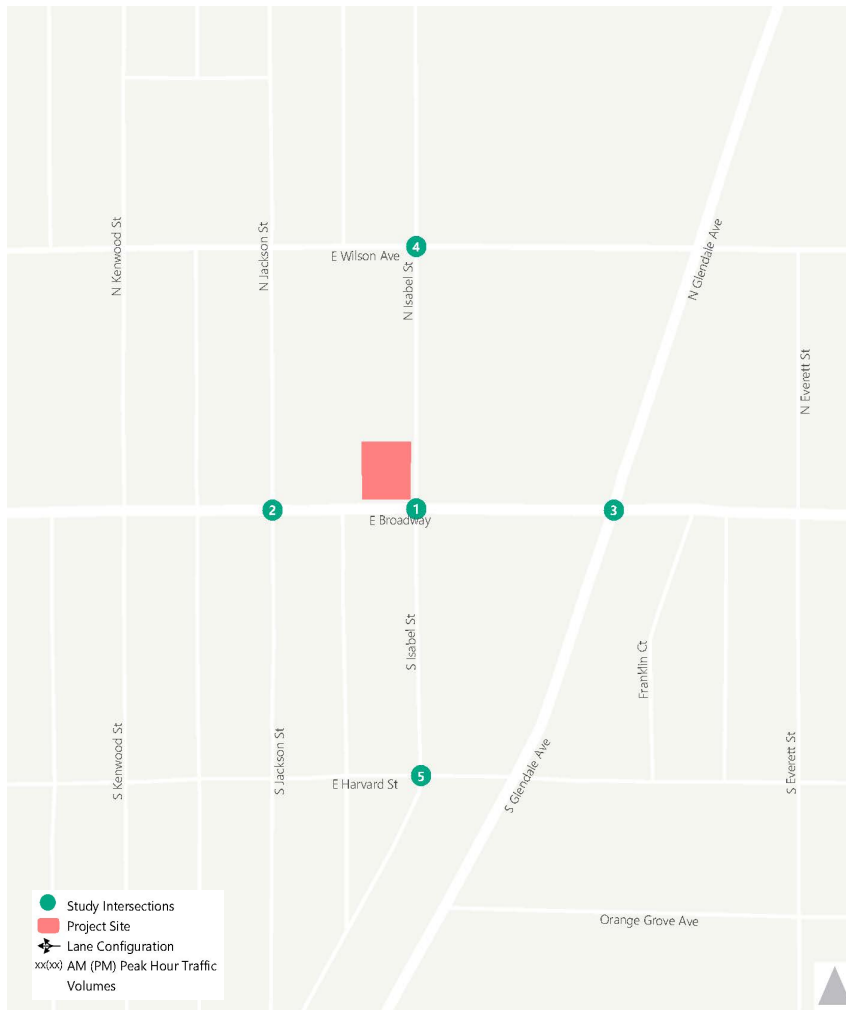 N Kenwood St
N Jackson St
E Wilson Ave
4
N Isabel St
N Glendale Ave
N Everett St
2
1
E Broadway
3
S Isabel St
Franklin Ct
S Kenwood St
S Jackson St
E Harvard St
5
S Glendale Ave
S Everett St
Orange Grove Ave
Study Intersections
Project Site
Lane Configuration
xx(xx) AM (PM) Peak Hour Traffic
Volumes